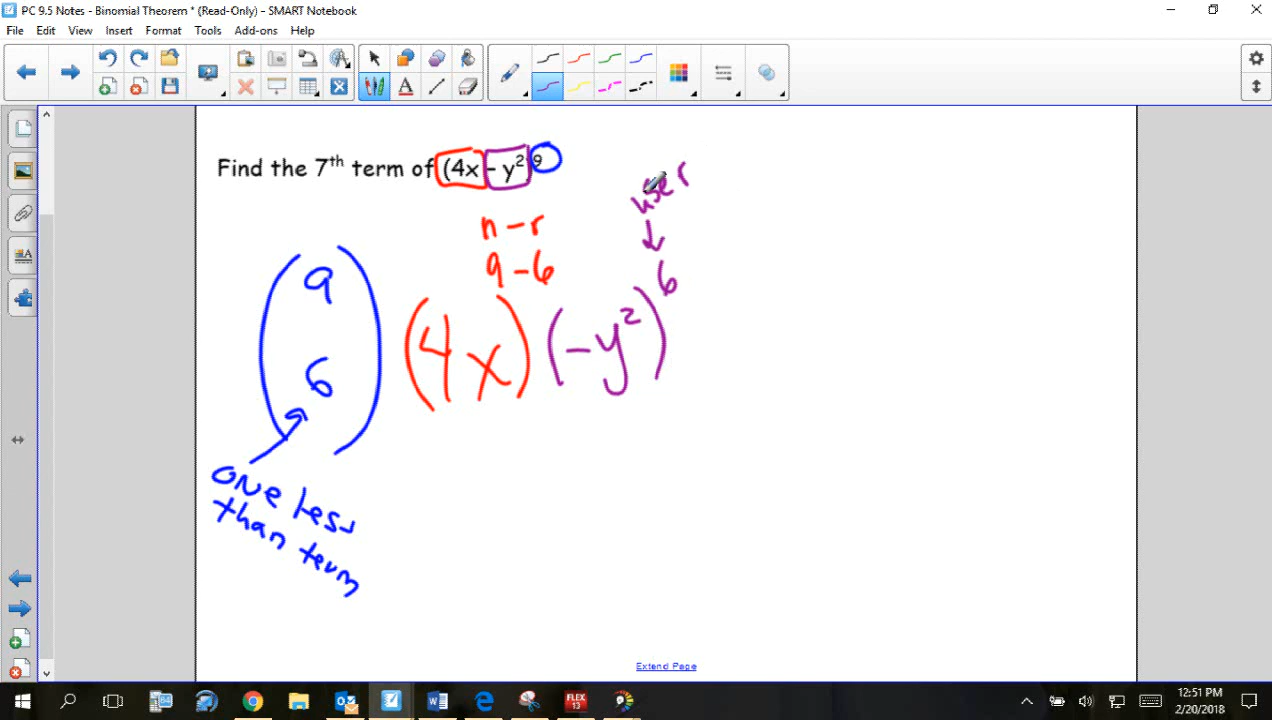 PC 9.5 Notes - Binomial Theorem * (Read-Only) - SMART Notebook
File Edit View Insert Format Tools Add-ons Help
Find the 7th term of (4x - y²)⁹
use r
n - r
9 - 6
6
(9
6) (4x) (-y²)
one less
than term
Extend Page
FLEX
13
12:51 PM
2/20/2018